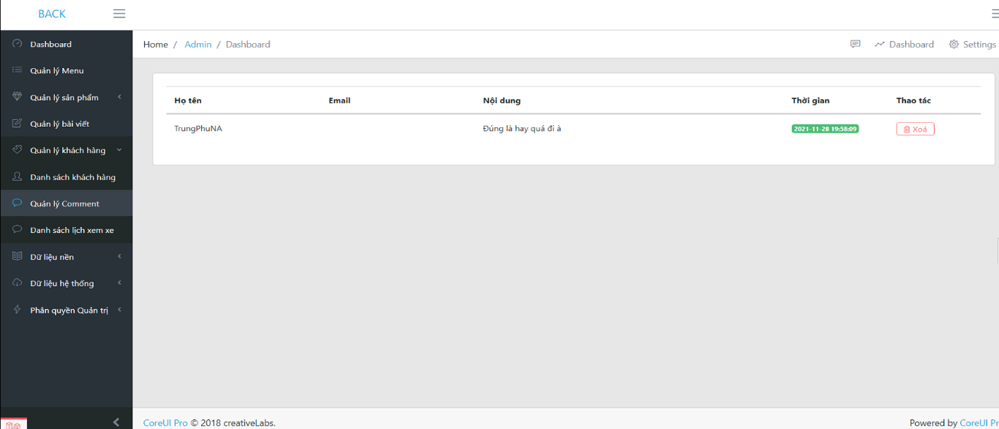 BACK
Dashboard
Quản lý Menu
Quản lý sản phẩm
Quản lý bài viết
Quản lý khách hàng
Danh sách khách hàng
Quản lý Comment
Danh sách lịch xem xe
Dữ liệu nền
Dữ liệu hệ thống
Phân quyền Quản trị
Home / Admin / Dashboard
Dashboard Settings
Họ tên Email Nội dung Thời gian Thao tác
TrungPhuNA Đúng là hay quá đi à 2021-11-28 19:58:09 Xoá
CoreUI Pro © 2018 creativeLabs.
Powered by CoreUI Pr